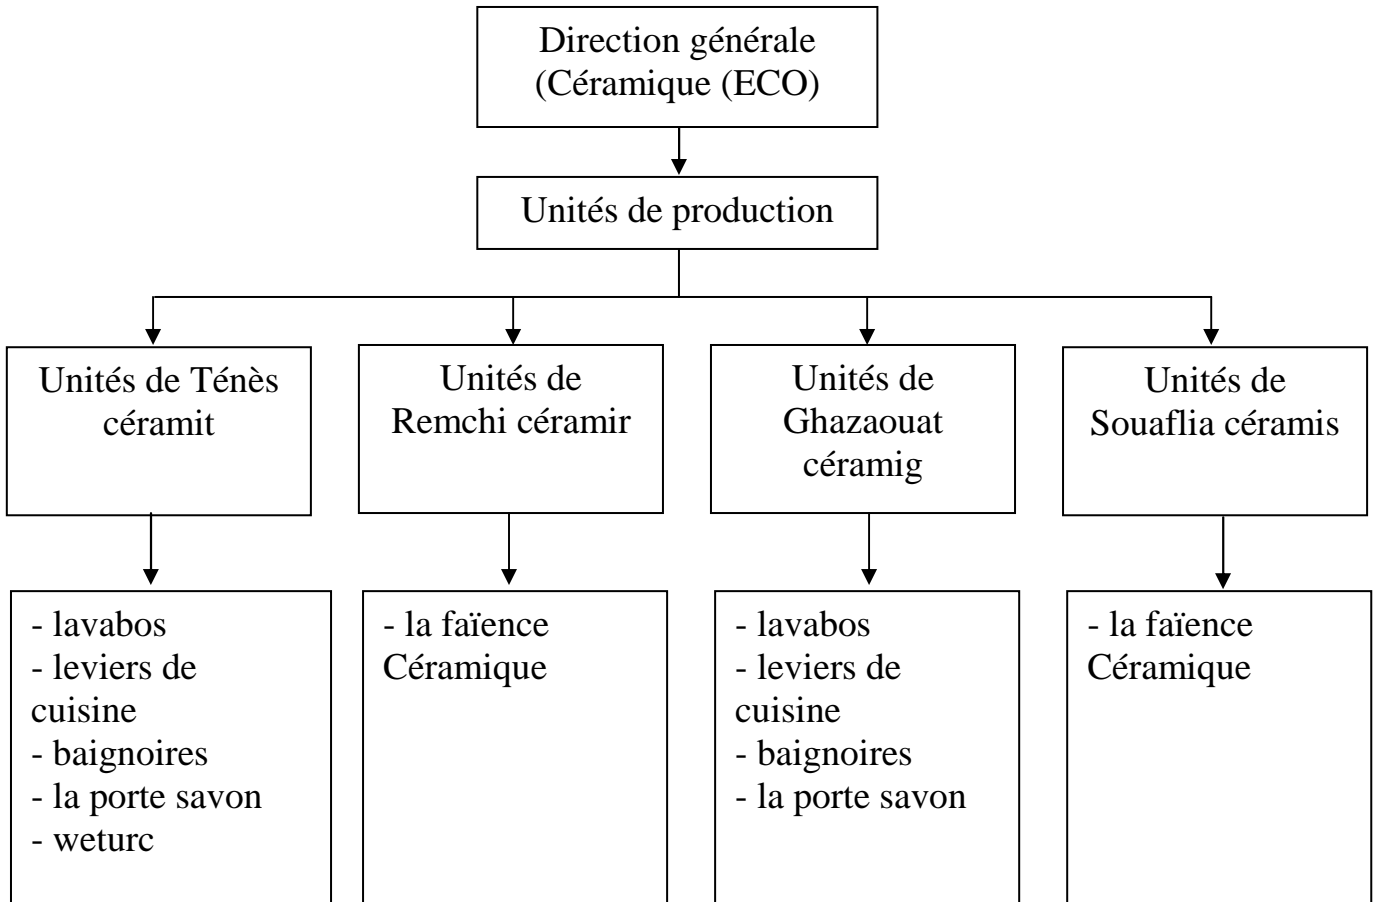 Direction générale
(Céramique (ECO)
Unités de production
Unités de Ténès
céramit
Unités de
Remchi céramir
Unités de
Ghazaouat
céramig
Unités de
Souaflia céramis
- lavabos
- leviers de
cuisine
- baignoires
- la porte savon
- weturc
- la faïence
Céramique
- lavabos
- leviers de
cuisine
- baignoires
- la porte savon
- la faïence
Céramique